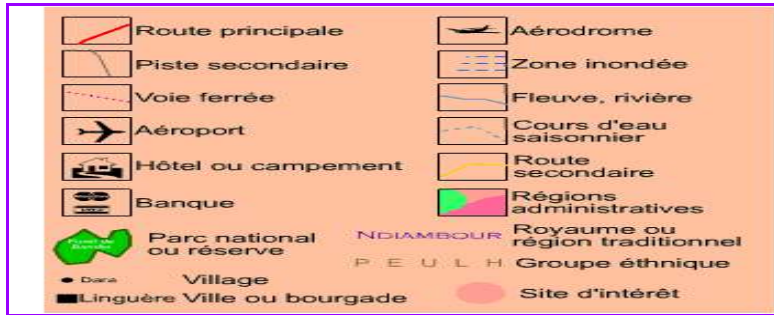 Route principale
Aérodrome
Piste secondaire
Zone inondée
Voie ferrée
Fleuve, rivière
Aéroport
Cours d'eau
saisonnier
Hôtel ou campement
Route
secondaire
Banque
Régions
administratives
Parc national
ou réserve
NDIAMBOUR
Royaume ou
région traditionnel
PEULH
Groupe éthnique
Dara
Village
Linguère
Ville ou bourgade
Site d'intérêt